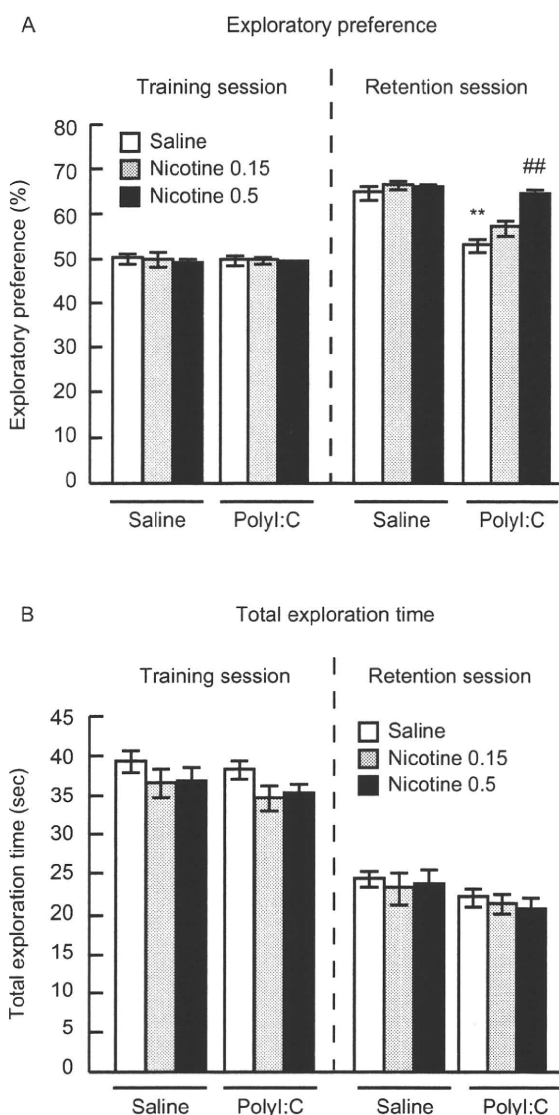 A Exploratory preference
Training session Retention session
Exploratory preference (%)
80
70
60
50
40
30
20
10
0
Saline
Nicotine 0.15
Nicotine 0.5
**
##
Saline PolyI:C Saline PolyI:C
B Total exploration time
Training session Retention session
Total exploration time (sec)
45
40
35
30
25
20
15
10
5
0
Saline
Nicotine 0.15
Nicotine 0.5
Saline PolyI:C Saline PolyI:C